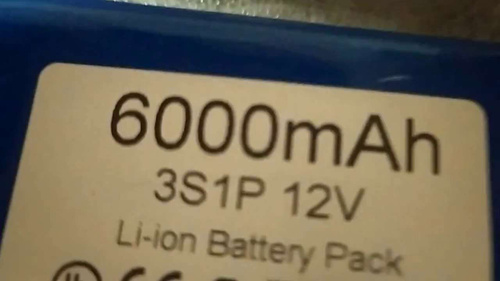 6000mAh
3S1P 12V
Li-ion Battery Pack